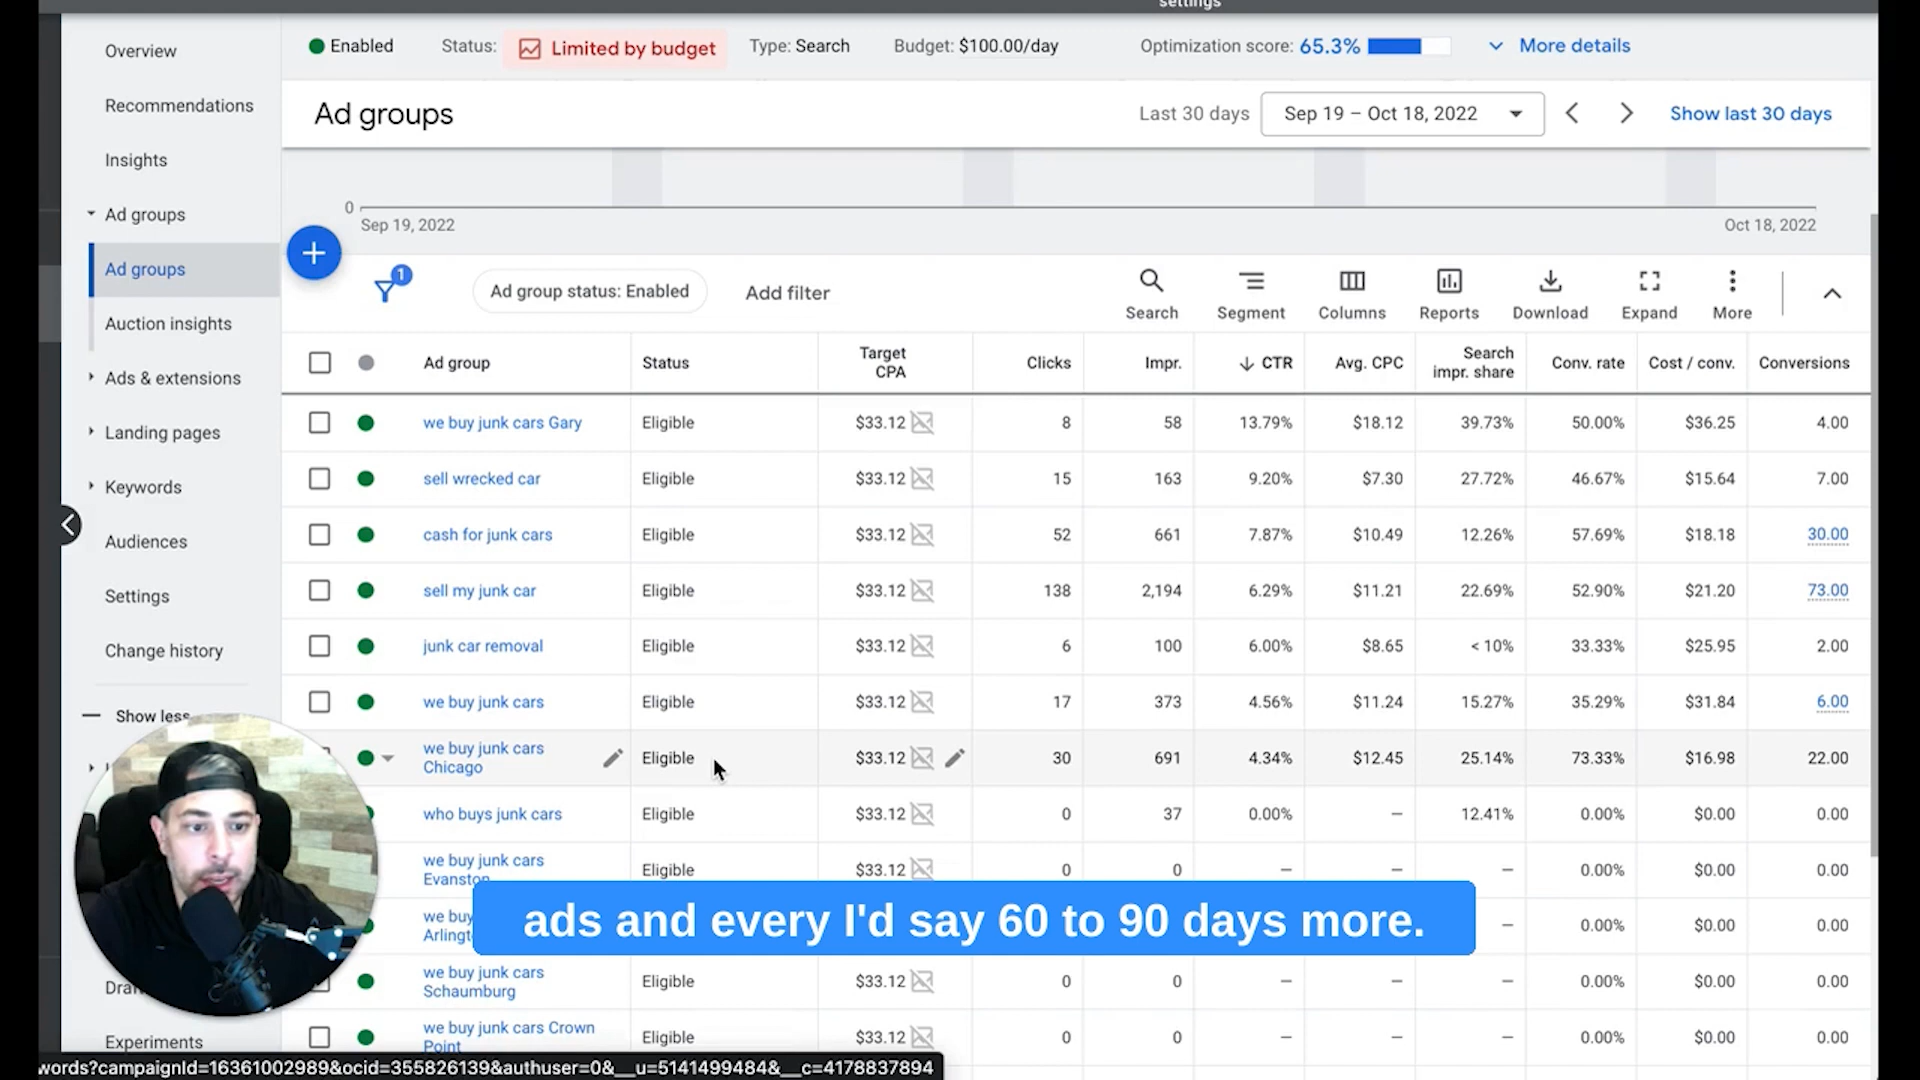 settings
Overview
Recommendations
Insights
Ad groups
Ad groups
Auction insights
Ads & extensions
Landing pages
Keywords
Audiences
Settings
Change history
Show less
Experiments
Enabled Status: Limited by budget Type: Search Budget: $100.00/day Optimization score: 65.3% More details
Ad groups Last 30 days Sep 19 – Oct 18, 2022 Show last 30 days
0
Sep 19, 2022 Oct 18, 2022
1 Ad group status: Enabled Add filter Search Segment Columns Reports Download Expand More
Ad group Status Target CPA Clicks Impr. CTR Avg. CPC Search impr. share Conv. rate Cost / conv. Conversions
we buy junk cars Gary Eligible $33.12 8 58 13.79% $18.12 39.73% 50.00% $36.25 4.00
sell wrecked car Eligible $33.12 15 163 9.20% $7.30 27.72% 46.67% $15.64 7.00
cash for junk cars Eligible $33.12 52 661 7.87% $10.49 12.26% 57.69% $18.18 30.00
sell my junk car Eligible $33.12 138 2,194 6.29% $11.21 22.69% 52.90% $21.20 73.00
junk car removal Eligible $33.12 6 100 6.00% $8.65 < 10% 33.33% $25.95 2.00
we buy junk cars Eligible $33.12 17 373 4.56% $11.24 15.27% 35.29% $31.84 6.00
we buy junk cars Chicago Eligible $33.12 30 691 4.34% $12.45 25.14% 73.33% $16.98 22.00
who buys junk cars Eligible $33.12 0 37 0.00% – 12.41% 0.00% $0.00 0.00
we buy junk cars Evanston Eligible $33.12 0 0 – – – 0.00% $0.00 0.00
we buy – 0.00% $0.00 0.00
ads and every I'd say 60 to 90 days more.
we buy junk cars Schaumburg Eligible $33.12 0 0 – – – 0.00% $0.00 0.00
we buy junk cars Crown Point Eligible $33.12 0 0 – – – 0.00% $0.00 0.00
words?campaignId=16361002989&ocid=355826139&authuser=0&__u=5141499484&__c=4178837894